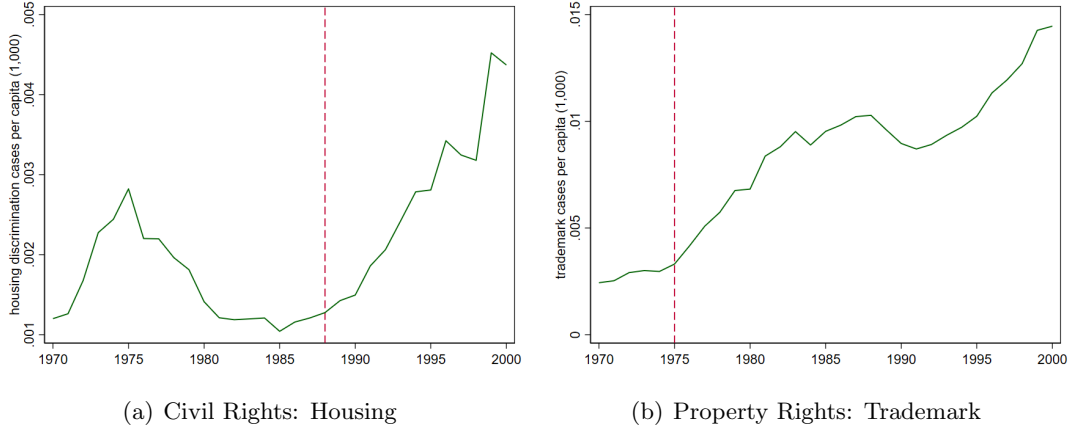 housing discrimination cases per capita (1,000)
.005
.004
.003
.002
.001
1970 1975 1980 1985 1990 1995 2000
(a) Civil Rights: Housing
trademark cases per capita (1,000)
.015
.01
.005
0
1970 1975 1980 1985 1990 1995 2000
(b) Property Rights: Trademark